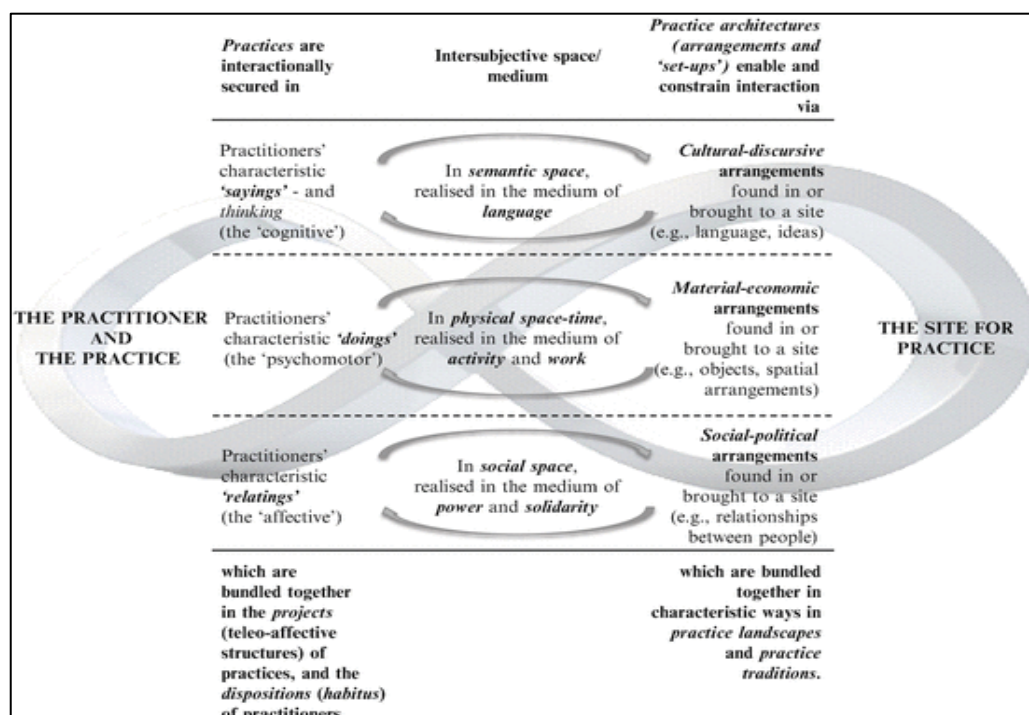 Practices are
interactionally
secured in
Intersubjective space/
medium
Practice architectures
(arrangements and
‘set-ups’) enable and
constrain interaction
via
THE PRACTITIONER
AND
THE PRACTICE
Practitioners’
characteristic
‘sayings’ - and
thinking
(the ‘cognitive’)
In semantic space,
realised in the medium of
language
Cultural-discursive
arrangements
found in or
brought to a site
(e.g., language, ideas)
Practitioners’
characteristic ‘doings’
(the ‘psychomotor’)
In physical space-time,
realised in the medium of
activity and work
Material-economic
arrangements
found in or
brought to a site
(e.g., objects, spatial
arrangements)
THE SITE FOR
PRACTICE
Practitioners’
characteristic
‘relatings’
(the ‘affective’)
In social space,
realised in the medium of
power and solidarity
Social-political
arrangements
found in or
brought to a site
(e.g., relationships
between people)
which are
bundled together
in the projects
(teleo-affective
structures) of
practices, and the
dispositions (habitus)
of practitioners
which are bundled
together in
characteristic ways in
practice landscapes
and practice
traditions.